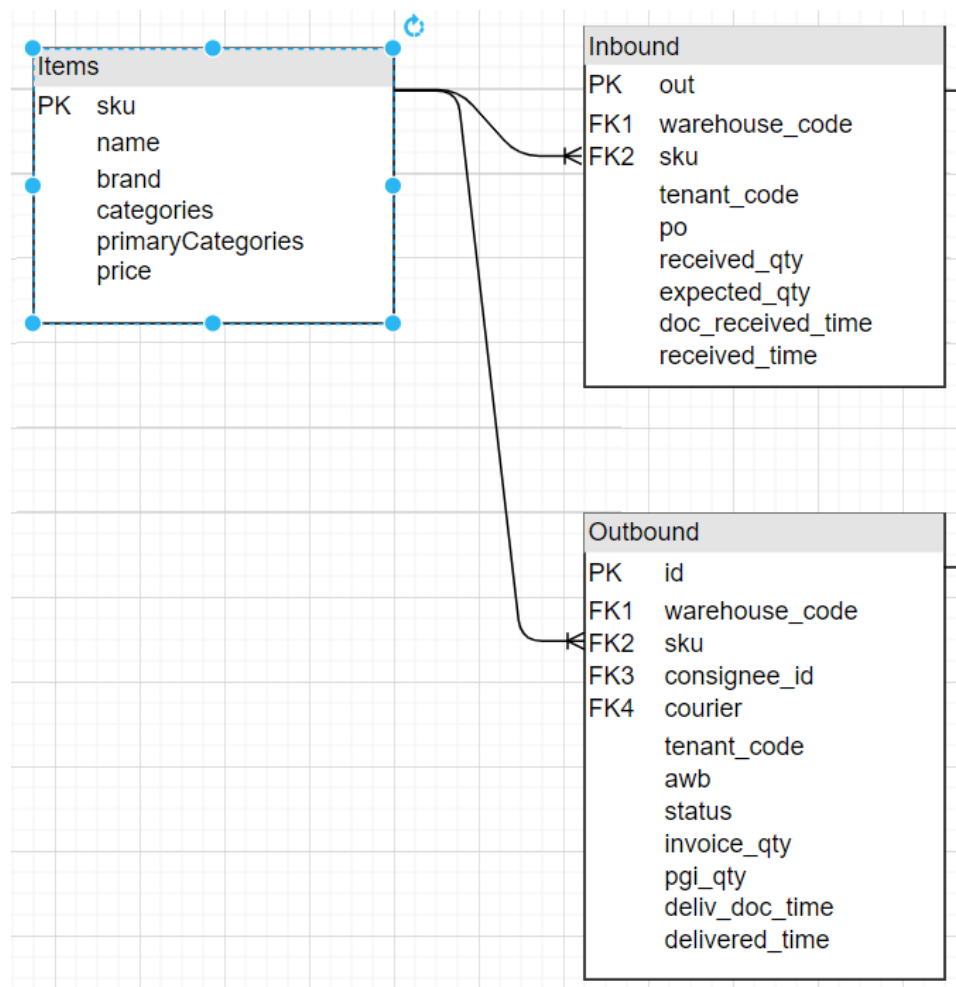 Items
PK sku
name
brand
categories
primaryCategories
price
Inbound
PK out
FK1 warehouse_code
FK2 sku
tenant_code
po
received_qty
expected_qty
doc_received_time
received_time
Outbound
PK id
FK1 warehouse_code
FK2 sku
FK3 consignee_id
FK4 courier
tenant_code
awb
status
invoice_qty
pgi_qty
deliv_doc_time
delivered_time